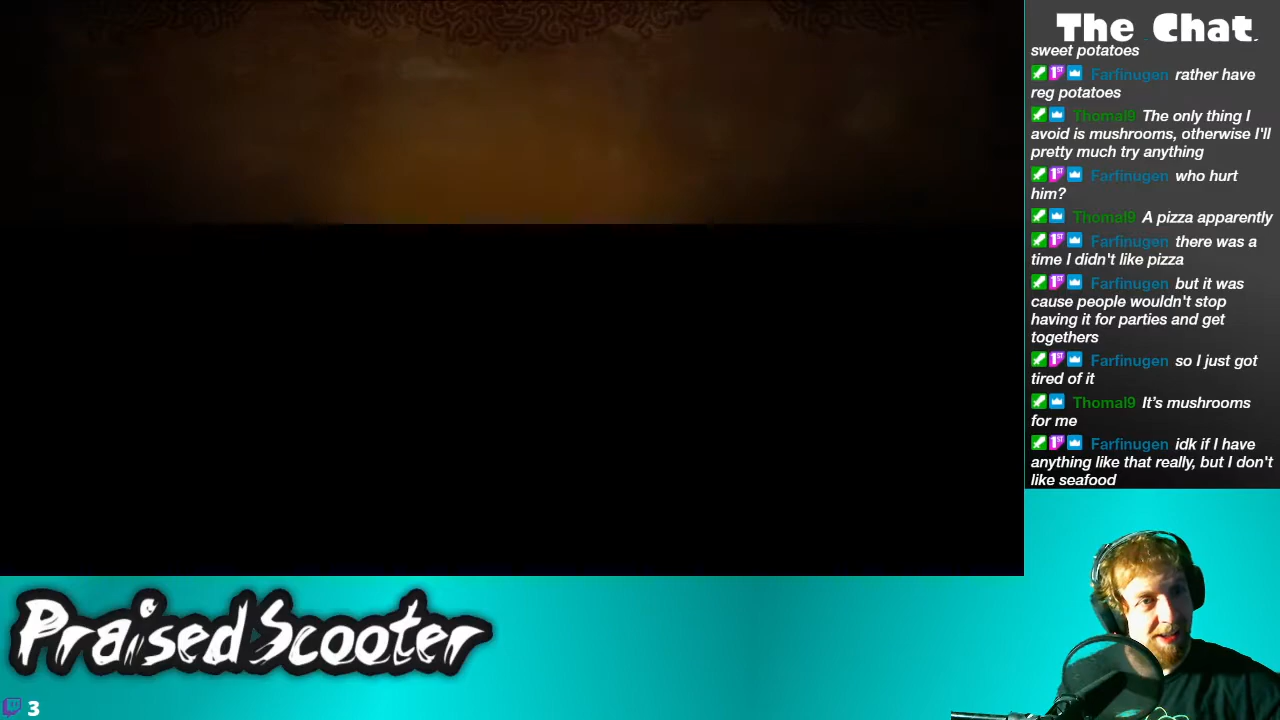 The Chat
sweet potatoes
Farfinugen rather have
reg potatoes
Thomal9 The only thing I
avoid is mushrooms, otherwise I'll
pretty much try anything
Farfinugen who hurt
him?
Thomal9 A pizza apparently
Farfinugen there was a
time I didn't like pizza
Farfinugen but it was
cause people wouldn't stop
having it for parties and get
togethers
Farfinugen so I just got
tired of it
Thomal9 It's mushrooms
for me
Farfinugen idk if I have
anything like that really, but I don't
like seafood
Praised Scooter
3